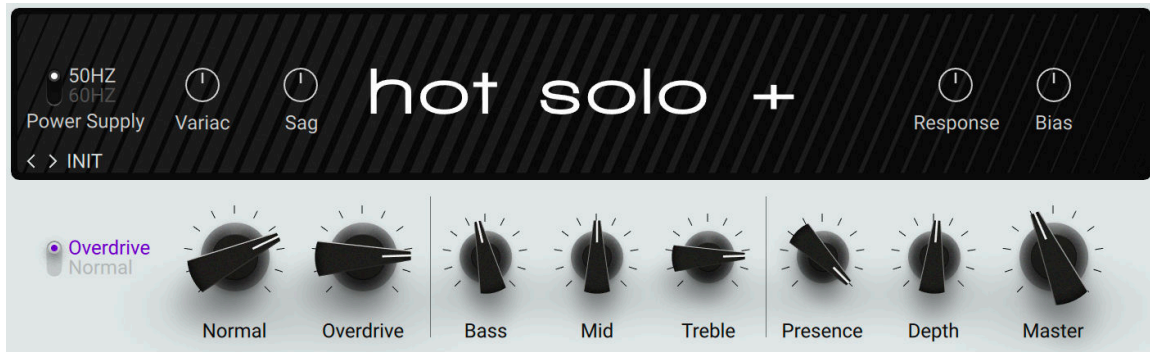 50HZ
60HZ
Power Supply
Variac
Sag
hot solo +
Response
Bias
< > INIT
Overdrive
Normal
Normal
Overdrive
Bass
Mid
Treble
Presence
Depth
Master